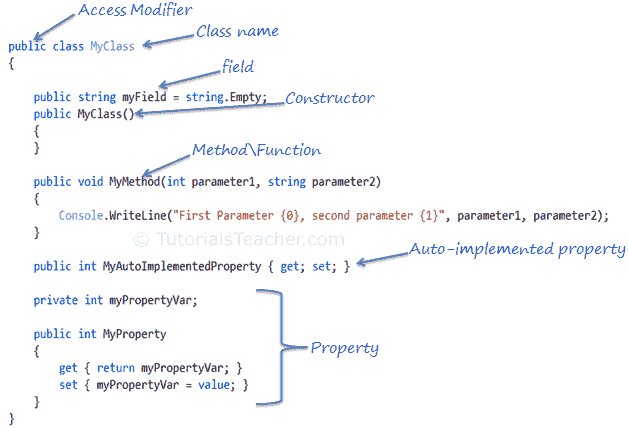 Access Modifier
public class MyClass
Class name
{
field
public string myField = string.Empty;
public MyClass()
Constructor
{
}
Method\Function
public void MyMethod(int parameter1, string parameter2)
{
Console.WriteLine("First Parameter {0}, second parameter {1}", parameter1, parameter2);
}
© TutorialsTeacher.com
Auto-implemented property
public int MyAutoImplementedProperty { get; set; }
private int myPropertyVar;
public int MyProperty
Property
{
get { return myPropertyVar; }
set { myPropertyVar = value; }
}
}